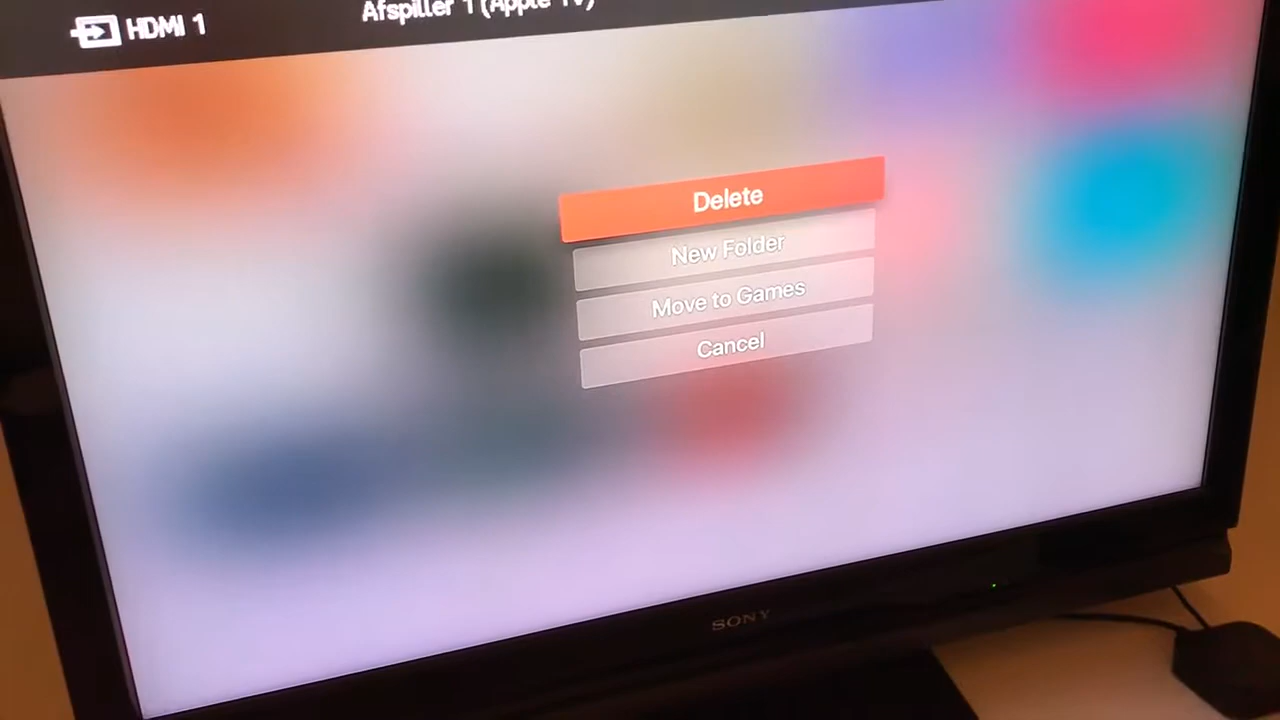 HDMI 1
Afspiller 1 (Apple TV)
Delete
New Folder
Move to Games
Cancel
SONY